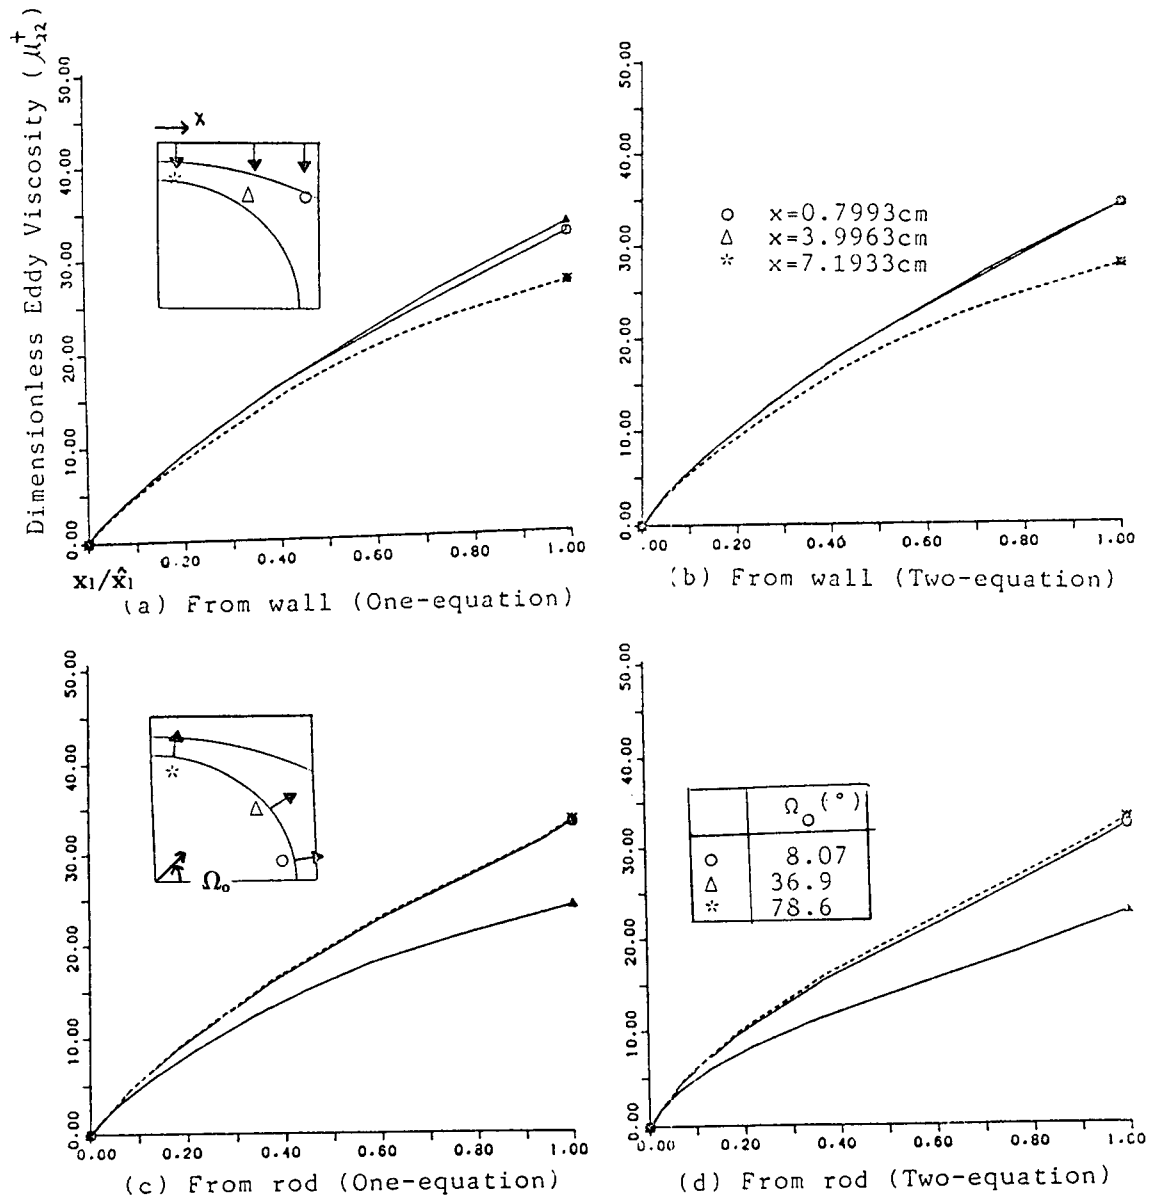 Dimensionless Eddy Viscosity (μ⁺₂₂)
50.00
40.00
30.00
20.00
10.00
0.00
x
0.20 0.40 0.60 0.80 1.00
x₁/x̂₁
(a) From wall (One-equation)
50.00
40.00
30.00
20.00
10.00
0.00
○ x=0.7993cm
△ x=3.9963cm
* x=7.1933cm
.00 0.20 0.40 0.60 0.80 1.00
(b) From wall (Two-equation)
50.00
40.00
30.00
20.00
10.00
0.00
Ωₒ
0.00 0.20 0.40 0.60 0.80 1.00
(c) From rod (One-equation)
50.00
40.00
30.00
20.00
10.00
0.00
Ωₒ(°)
○ 8.07
△ 36.9
* 78.6
0.00 0.20 0.40 0.60 0.80 1.00
(d) From rod (Two-equation)